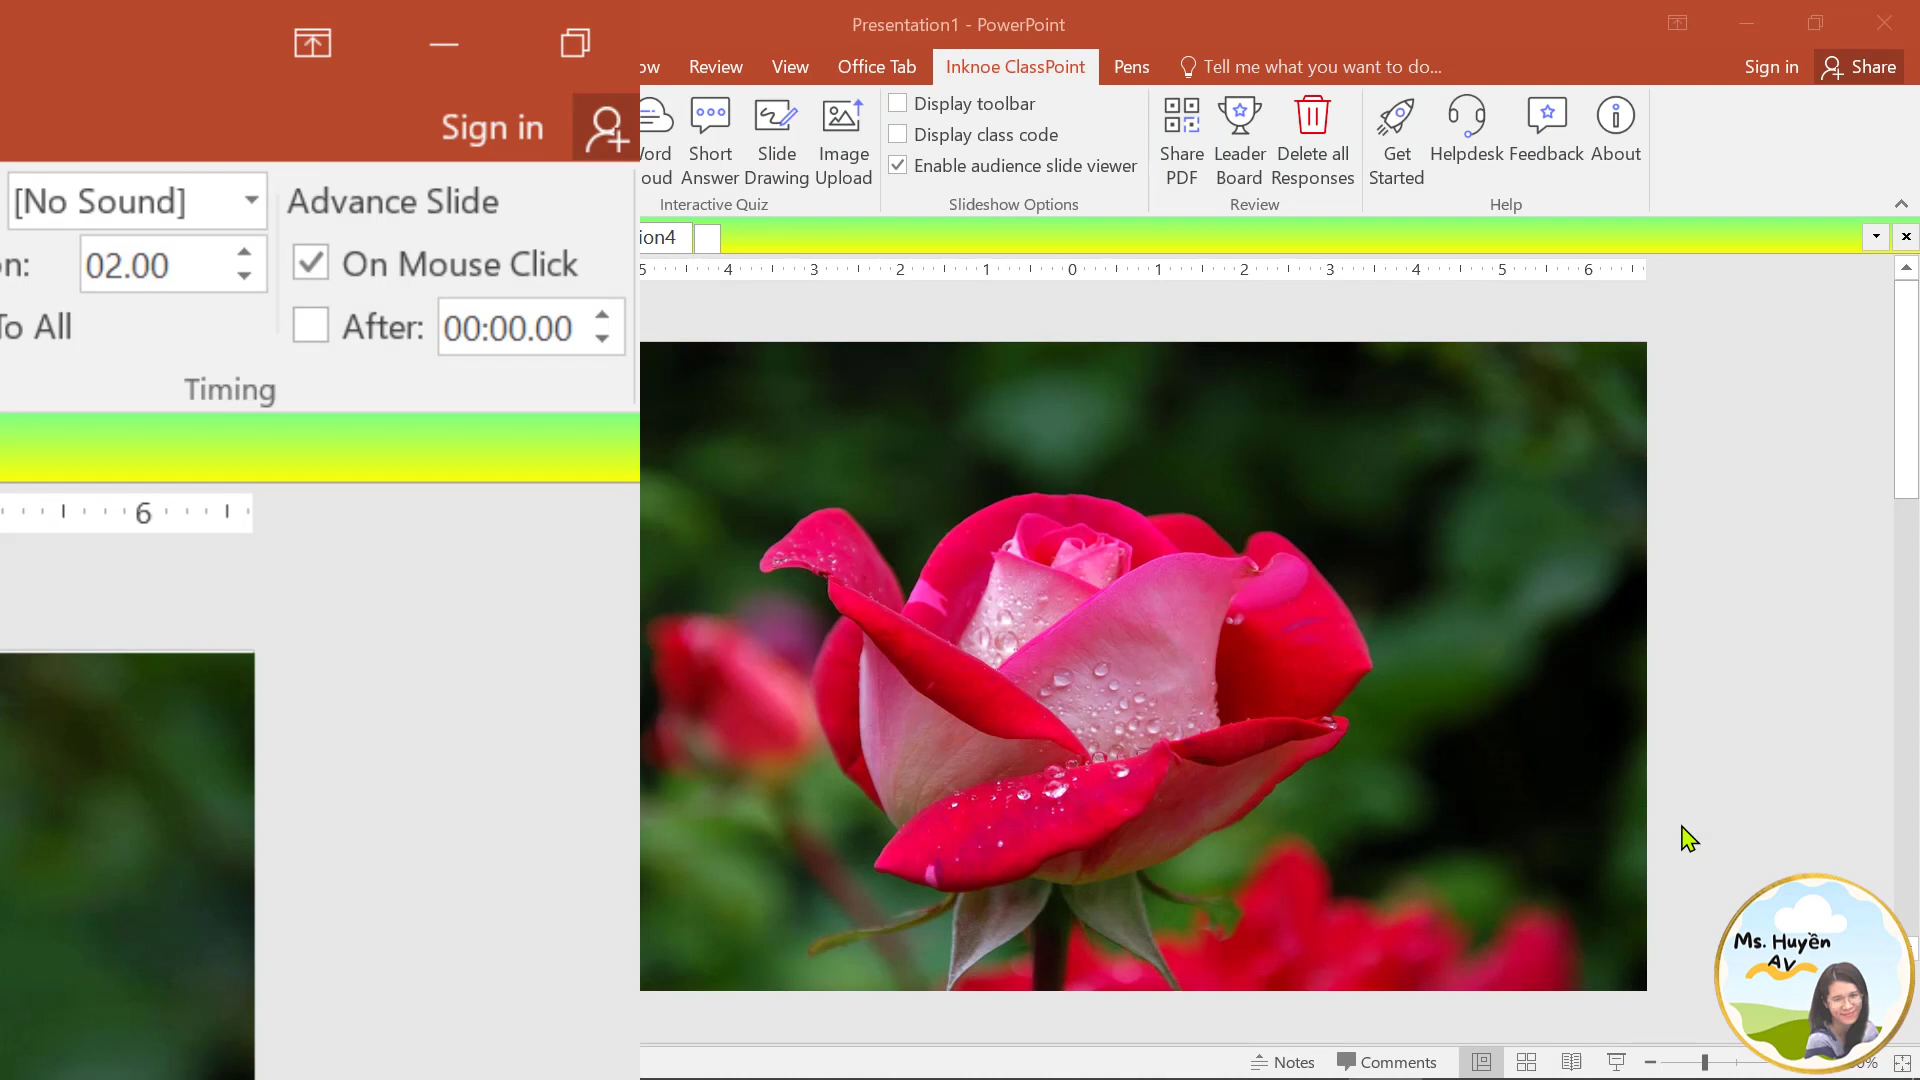 Sign in
[No Sound]
Advance Slide
n:
02.00
On Mouse Click
To All
After:
00:00.00
Timing
6
Presentation1 - PowerPoint
ow
Review
View
Office Tab
Inknoe ClassPoint
Pens
Tell me what you want to do...
Sign in
Share
Word
oud
Short
Answer
Slide
Drawing
Image
Upload
Interactive Quiz
Display toolbar
Display class code
Enable audience slide viewer
Slideshow Options
Share
PDF
Leader
Board
Delete all
Responses
Review
Get
Started
Helpdesk
Feedback
About
Help
ion4
5 4 3 2 1 0 1 2 3 4 5 6
Ms. Huyền
AV
Notes
Comments